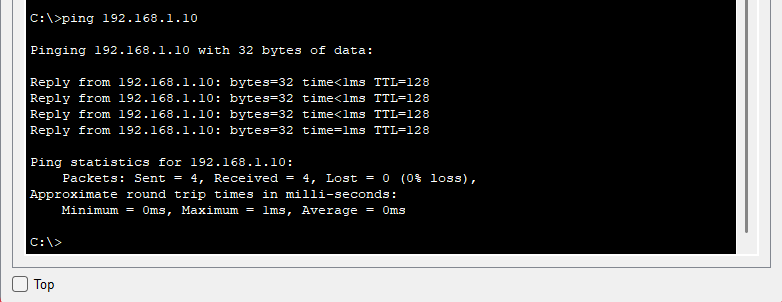 C:\>ping 192.168.1.10
Pinging 192.168.1.10 with 32 bytes of data:
Reply from 192.168.1.10: bytes=32 time<1ms TTL=128
Reply from 192.168.1.10: bytes=32 time<1ms TTL=128
Reply from 192.168.1.10: bytes=32 time<1ms TTL=128
Reply from 192.168.1.10: bytes=32 time=1ms TTL=128
Ping statistics for 192.168.1.10:
    Packets: Sent = 4, Received = 4, Lost = 0 (0% loss),
Approximate round trip times in milli-seconds:
    Minimum = 0ms, Maximum = 1ms, Average = 0ms
C:\>
Top